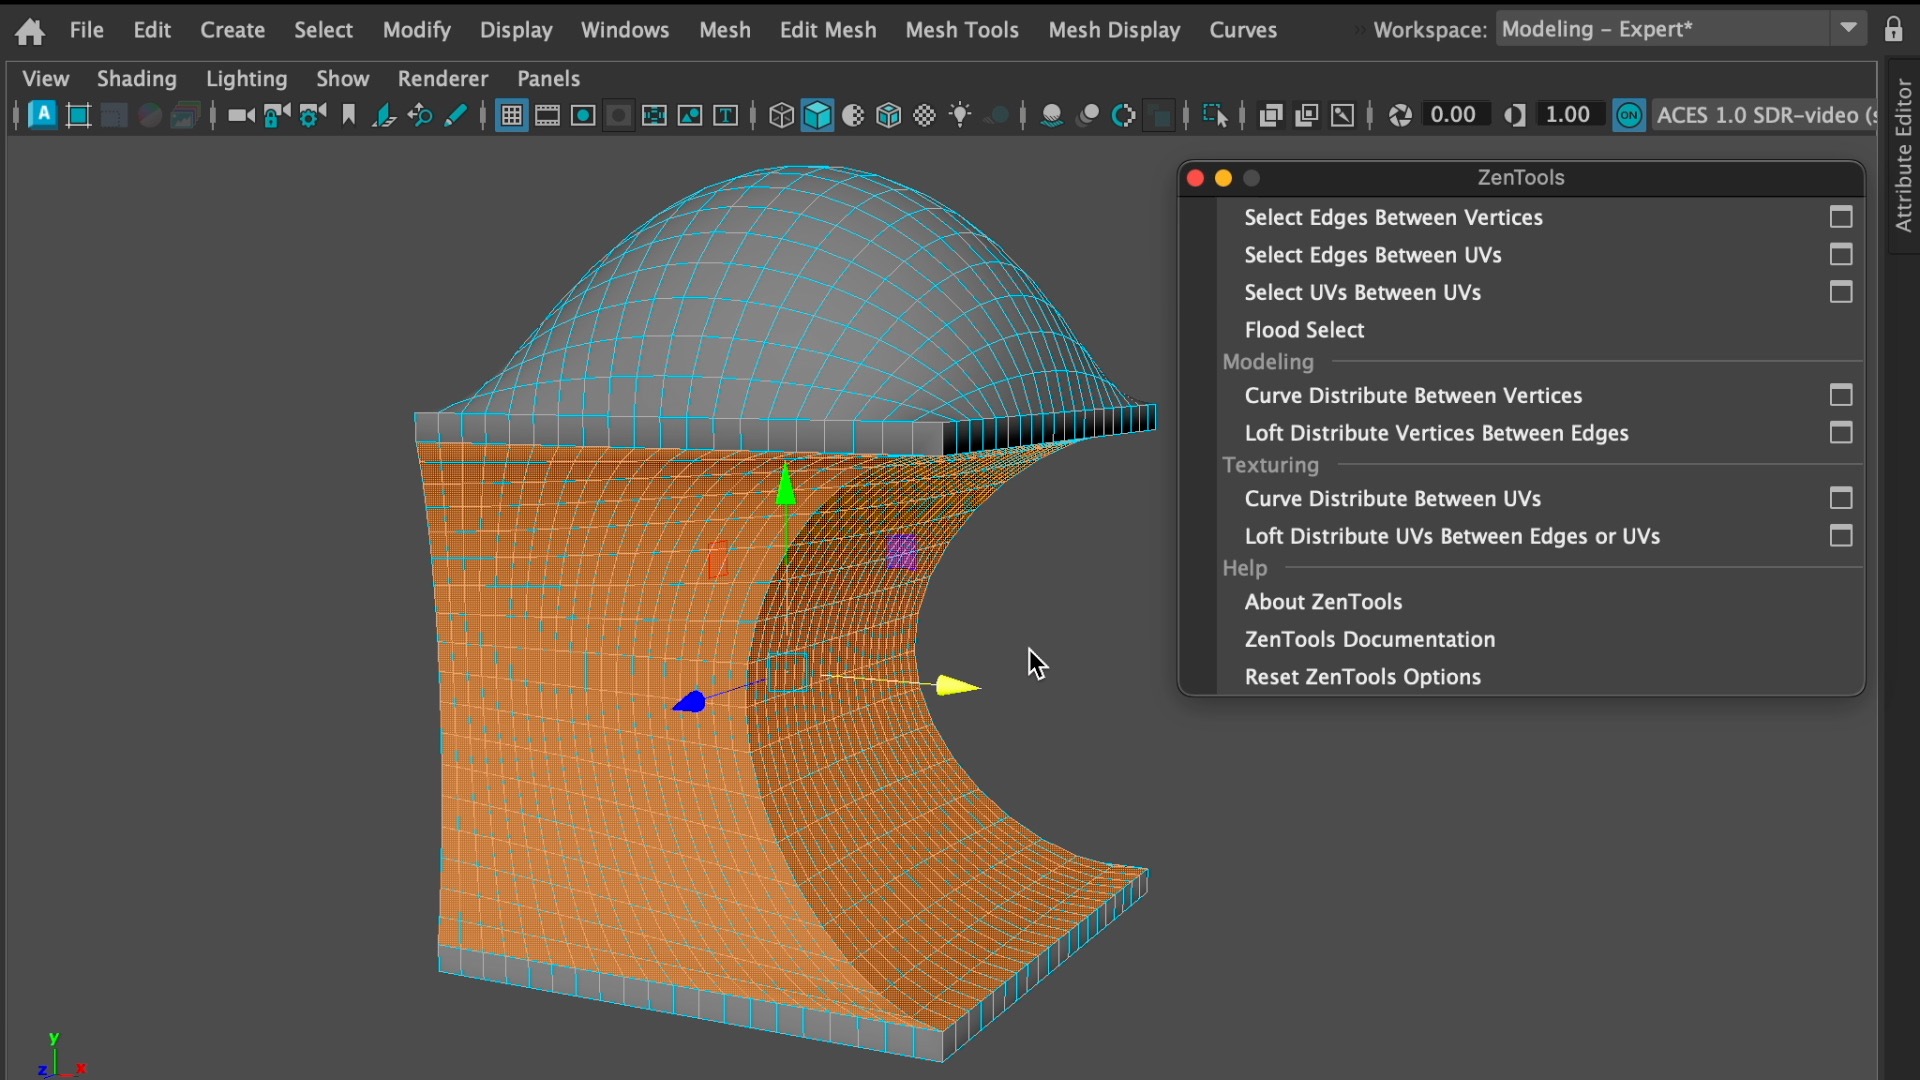 File Edit Create Select Modify Display Windows Mesh Edit Mesh Mesh Tools Mesh Display Curves Workspace: Modeling – Expert*
View Shading Lighting Show Renderer Panels
A T 0.00 1.00 ON ACES 1.0 SDR-video (s
Attribute Editor
ZenTools
Select Edges Between Vertices
Select Edges Between UVs
Select UVs Between UVs
Flood Select
Modeling
Curve Distribute Between Vertices
Loft Distribute Vertices Between Edges
Texturing
Curve Distribute Between UVs
Loft Distribute UVs Between Edges or UVs
Help
About ZenTools
ZenTools Documentation
Reset ZenTools Options
y
z x